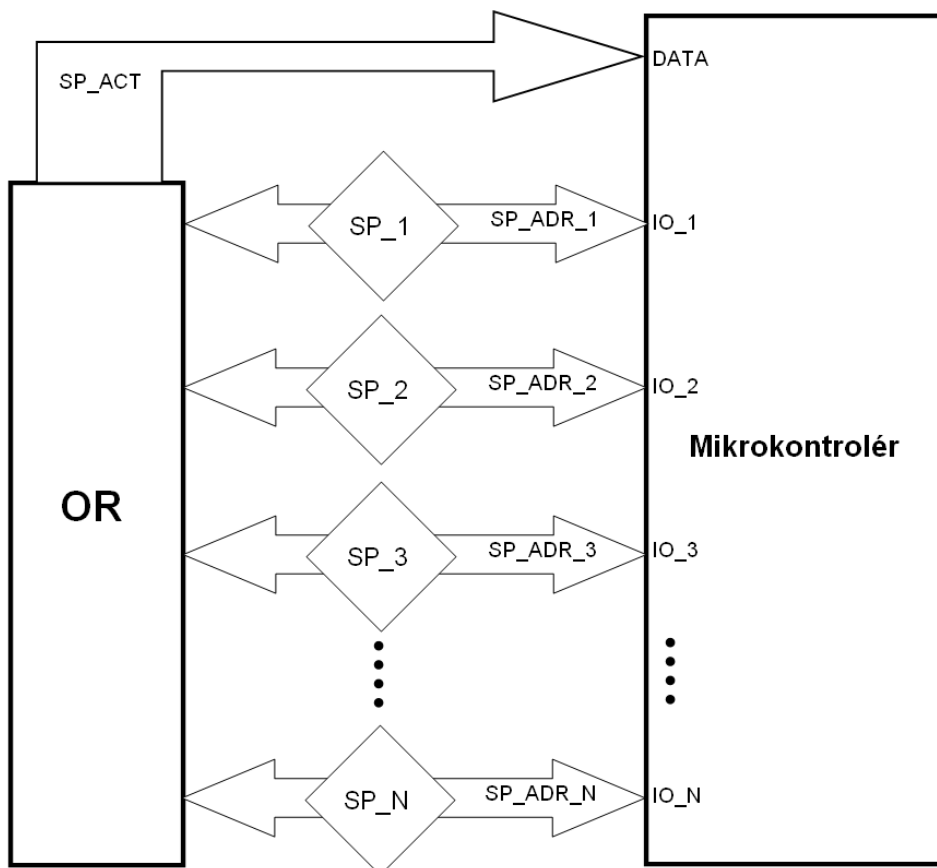 DATA
SP_ACT
SP_1
SP_ADR_1
IO_1
SP_2
SP_ADR_2
IO_2
Mikrokontrolér
OR
SP_3
SP_ADR_3
IO_3
SP_N
SP_ADR_N
IO_N